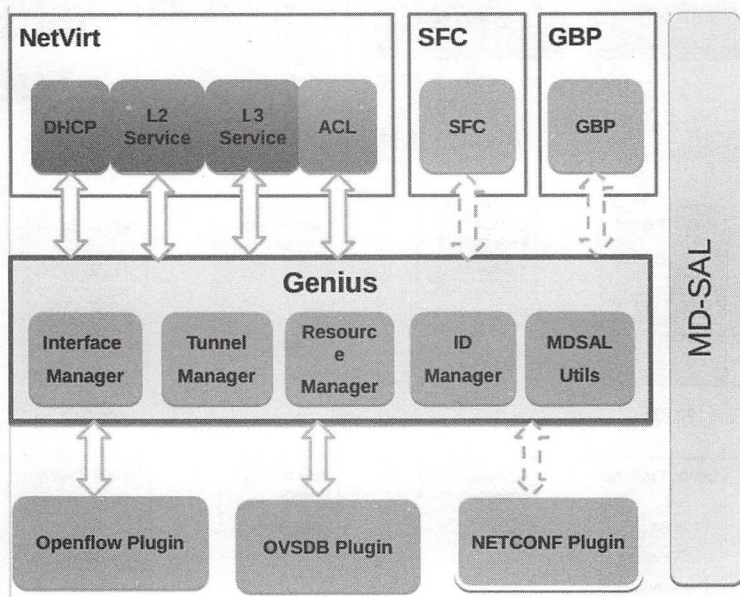 NetVirt
SFC
GBP
DHCP
L2
Service
L3
Service
ACL
SFC
GBP
Genius
Interface
Manager
Tunnel
Manager
Resourc
e
Manager
ID
Manager
MDSAL
Utils
Openflow Plugin
OVSDB Plugin
NETCONF Plugin
MD-SAL